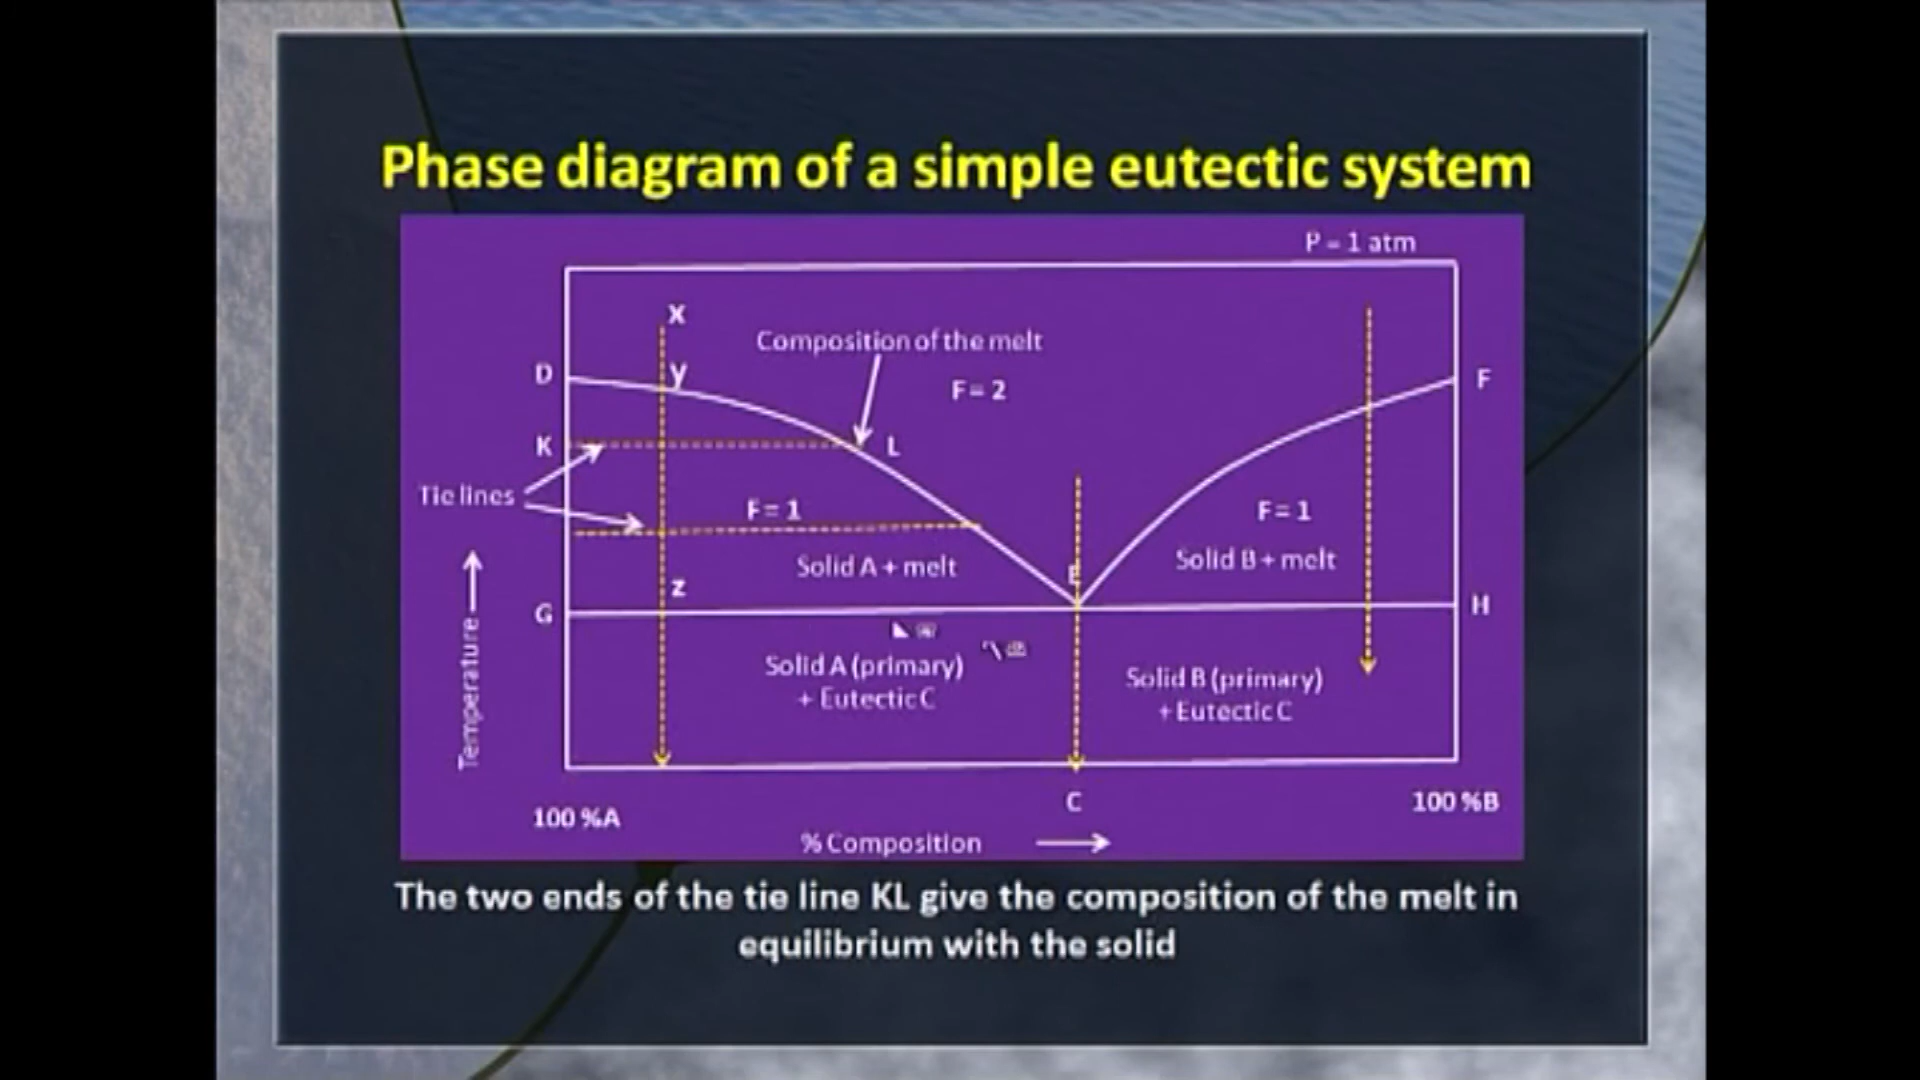 Phase diagram of a simple eutectic system
P = 1 atm
X
Composition of the melt
D
y
F = 2
F
K
L
Tie lines
F = 1
F = 1
Solid A + melt
Solid B + melt
E
z
G
H
Temperature
Solid A (primary)
+ Eutectic C
Solid B (primary)
+ Eutectic C
C
100 %A
100 %B
% Composition
The two ends of the tie line KL give the composition of the melt in
equilibrium with the solid